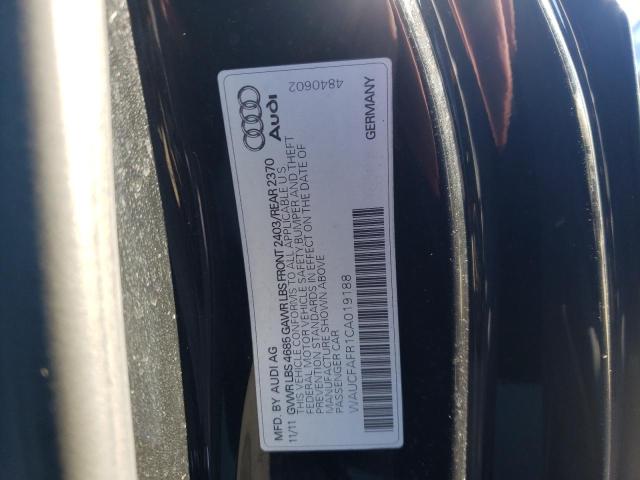 4840602
Audi
GERMANY
MFD. BY AUDI AG
11/11 GVWR LBS 4685 GAWR LBS FRONT 2403/REAR 2370
THIS VEHICLE CONFORMS TO ALL APPLICABLE U.S.
FEDERAL MOTOR VEHICLE SAFETY BUMPER AND THEFT
PREVENTION STANDARDS IN EFFECT ON THE DATE OF
MANUFACTURE SHOWN ABOVE
PASSENGER CAR
WAUCFAFR1CA019188